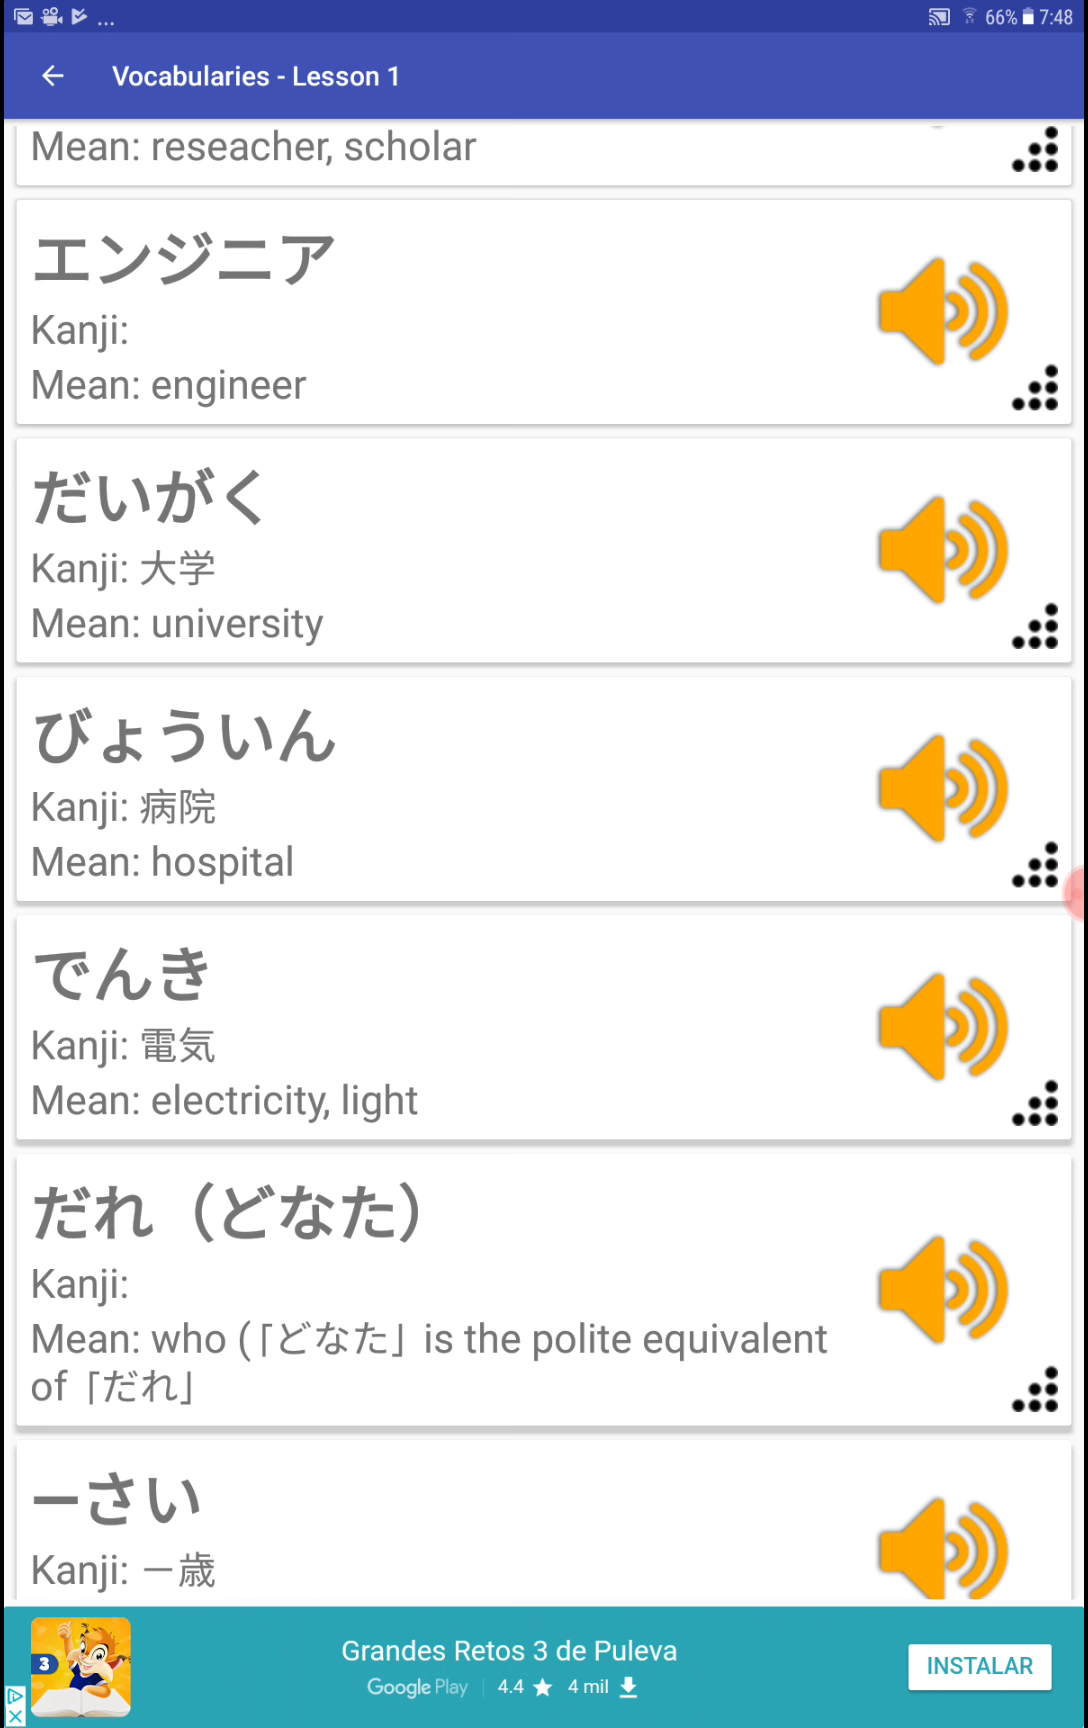 ... 66% 7:48
Vocabularies - Lesson 1
Mean: reseacher, scholar
エンジニア
Kanji:
Mean: engineer
だいがく
Kanji: 大学
Mean: university
びょういん
Kanji: 病院
Mean: hospital
でんき
Kanji: 電気
Mean: electricity, light
だれ（どなた）
Kanji:
Mean: who (「どなた」 is the polite equivalent
of「だれ」
ーさい
Kanji: －歳
3
Grandes Retos 3 de Puleva
Google Play 4.4 ★ 4 mil
INSTALAR